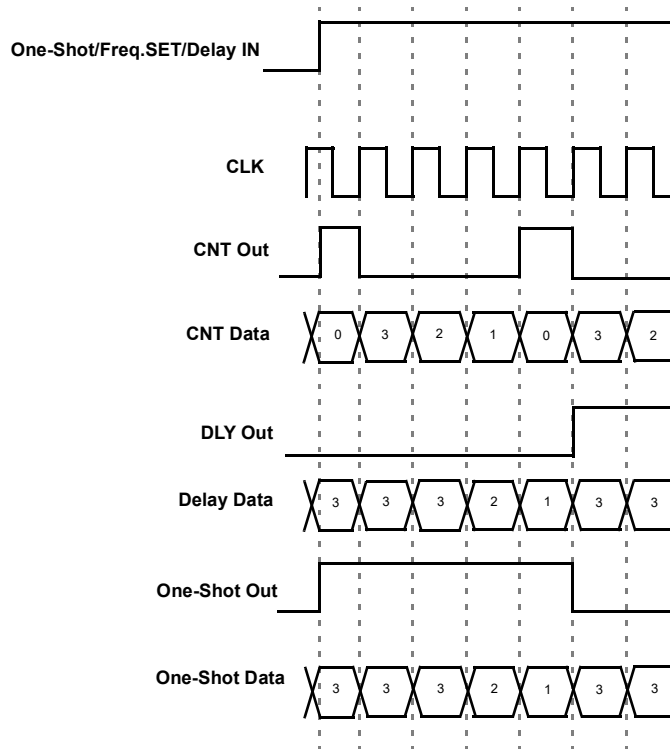 One-Shot/Freq.SET/Delay IN
CLK
CNT Out
CNT Data 0 3 2 1 0 3 2
DLY Out
Delay Data 3 3 3 2 1 3 3
One-Shot Out
One-Shot Data 3 3 3 2 1 3 3